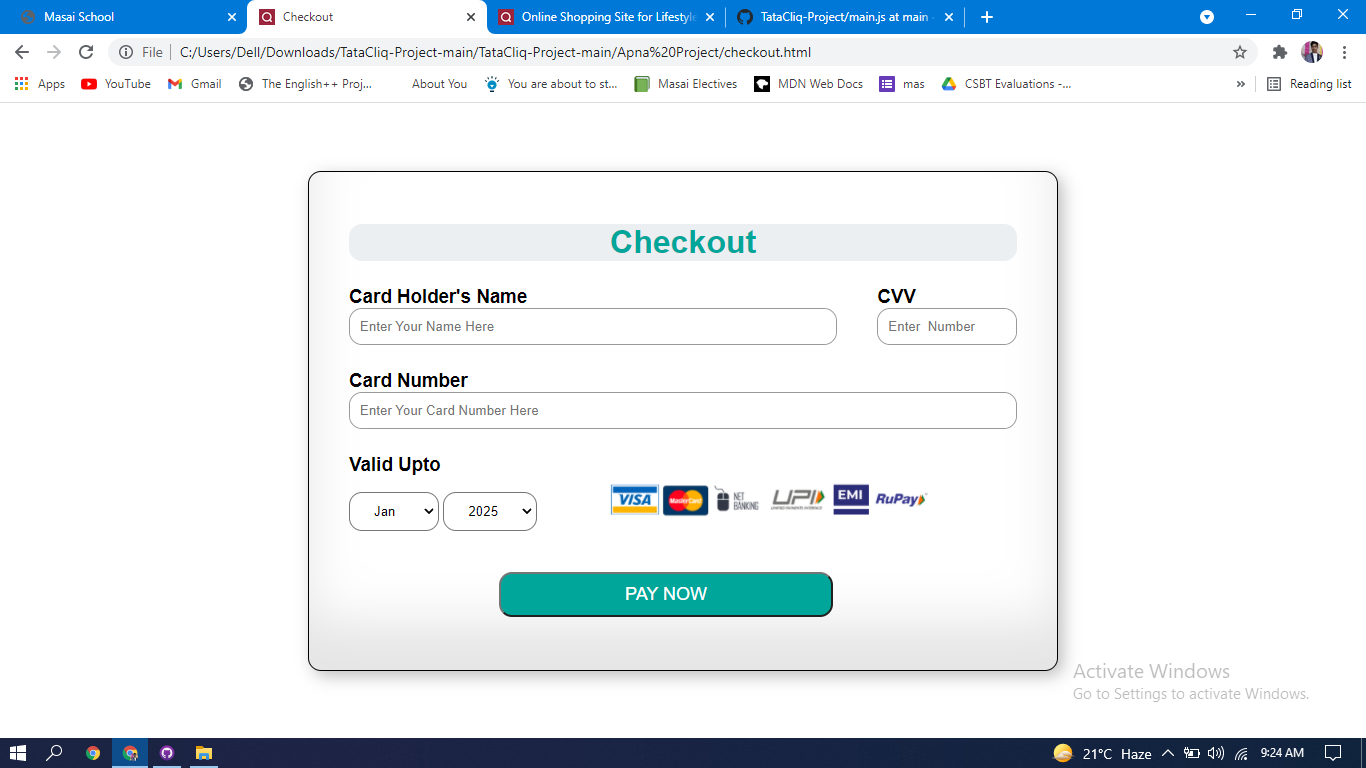 Masai School
Checkout
Online Shopping Site for Lifestyle
TataCliq-Project/main.js at main
File
C:/Users/Dell/Downloads/TataCliq-Project-main/TataCliq-Project-main/Apna%20Project/checkout.html
Apps
YouTube
Gmail
The English++ Proj...
About You
You are about to st...
Masai Electives
MDN Web Docs
mas
CSBT Evaluations -...
»
Reading list
Checkout
Card Holder's Name
CVV
Enter Your Name Here
Enter  Number
Card Number
Enter Your Card Number Here
Valid Upto
Jan
2025
VISA
MasterCard
NET
BANKING
UPI
UNIFIED PAYMENTS INTERFACE
EMI
RuPay
PAY NOW
Activate Windows
Go to Settings to activate Windows.
21°C Haze
9:24 AM